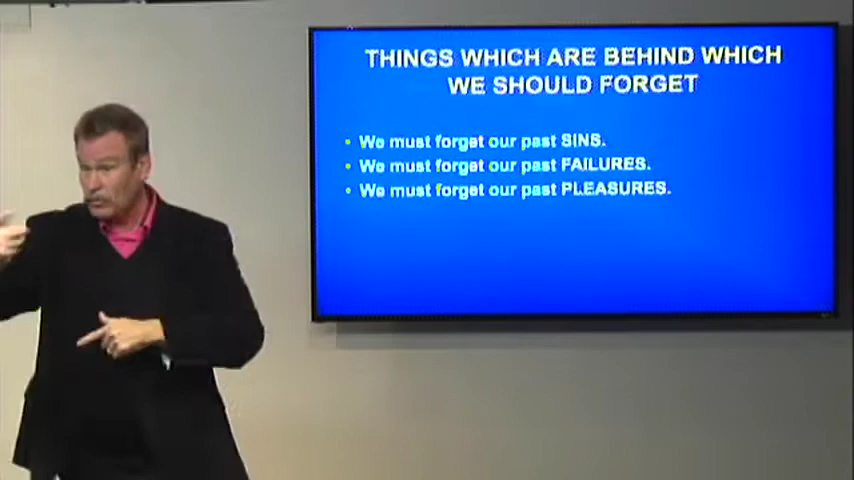 THINGS WHICH ARE BEHIND WHICH
WE SHOULD FORGET
• We must forget our past SINS.
• We must forget our past FAILURES.
• We must forget our past PLEASURES.